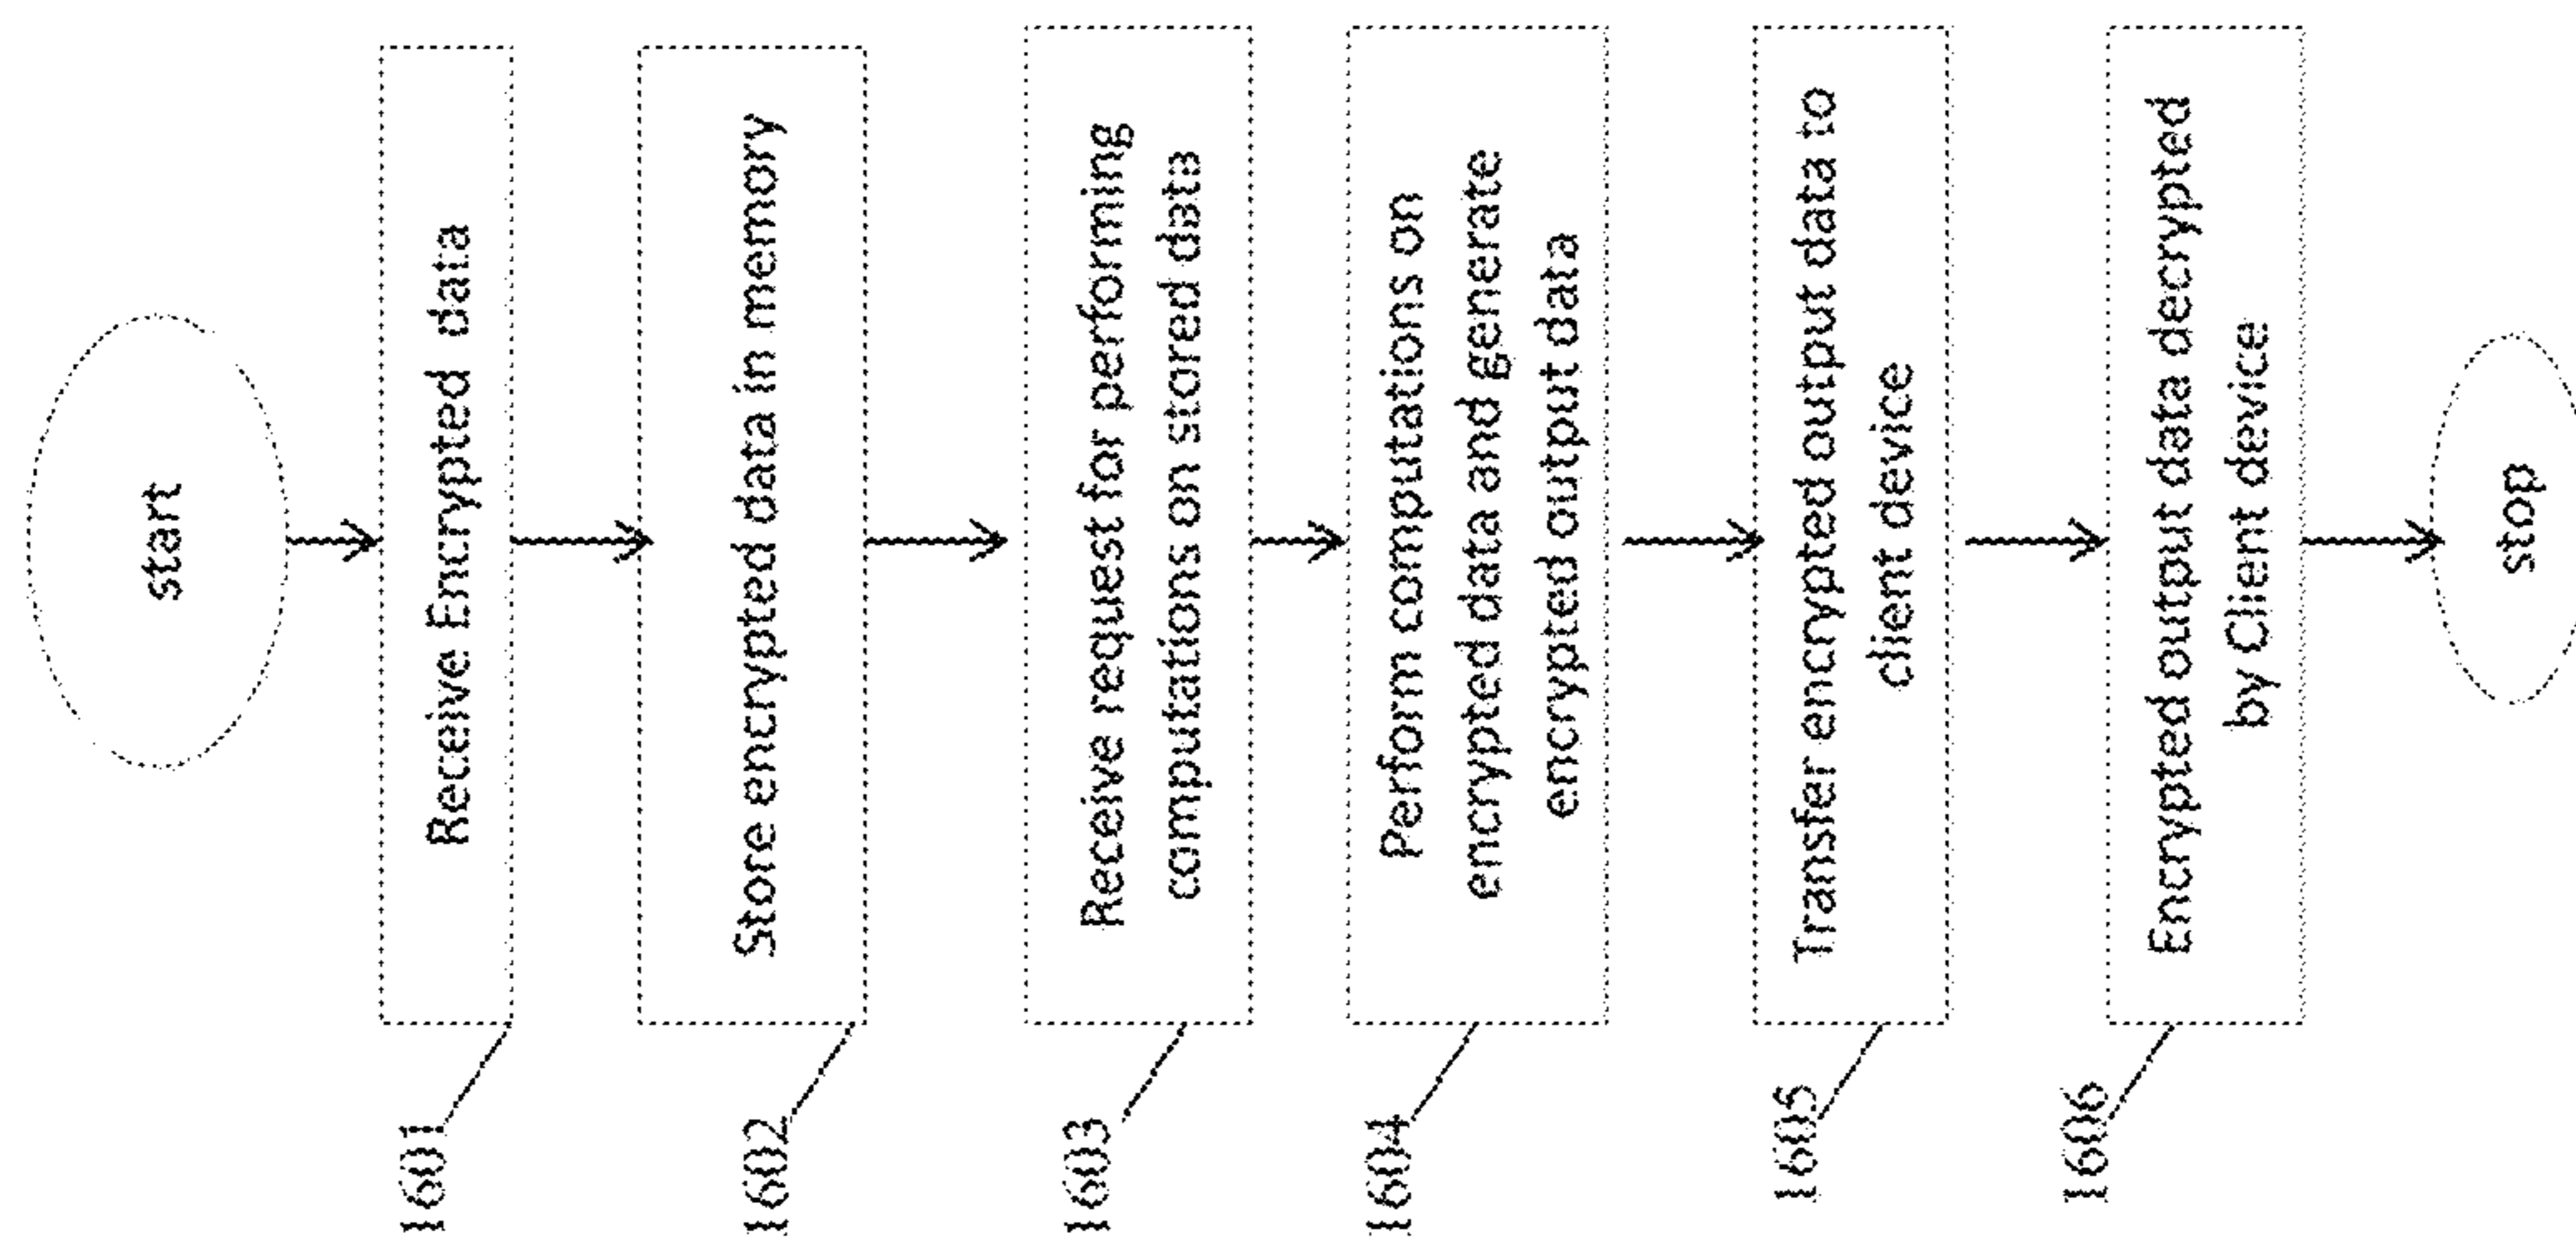 start
1601
Receive Encrypted data
1602
Store encrypted data in memory
1603
Receive request for performing
computations on stored data
1604
Perform computations on
encrypted data and generate
encrypted output data
1605
Transfer encrypted output data to
client device
1606
Encrypted output data decrypted
by Client device
stop